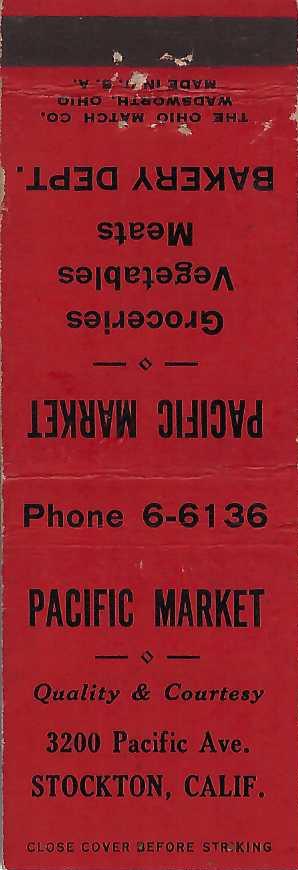 PACIFIC MARKET
Groceries
Vegetables
Meats
BAKERY DEPT.
THE OHIO MATCH CO.
WADSWORTH, OHIO
MADE IN U. S. A.
Phone 6-6136
PACIFIC MARKET
Quality & Courtesy
3200 Pacific Ave.
STOCKTON, CALIF.
CLOSE COVER BEFORE STRIKING